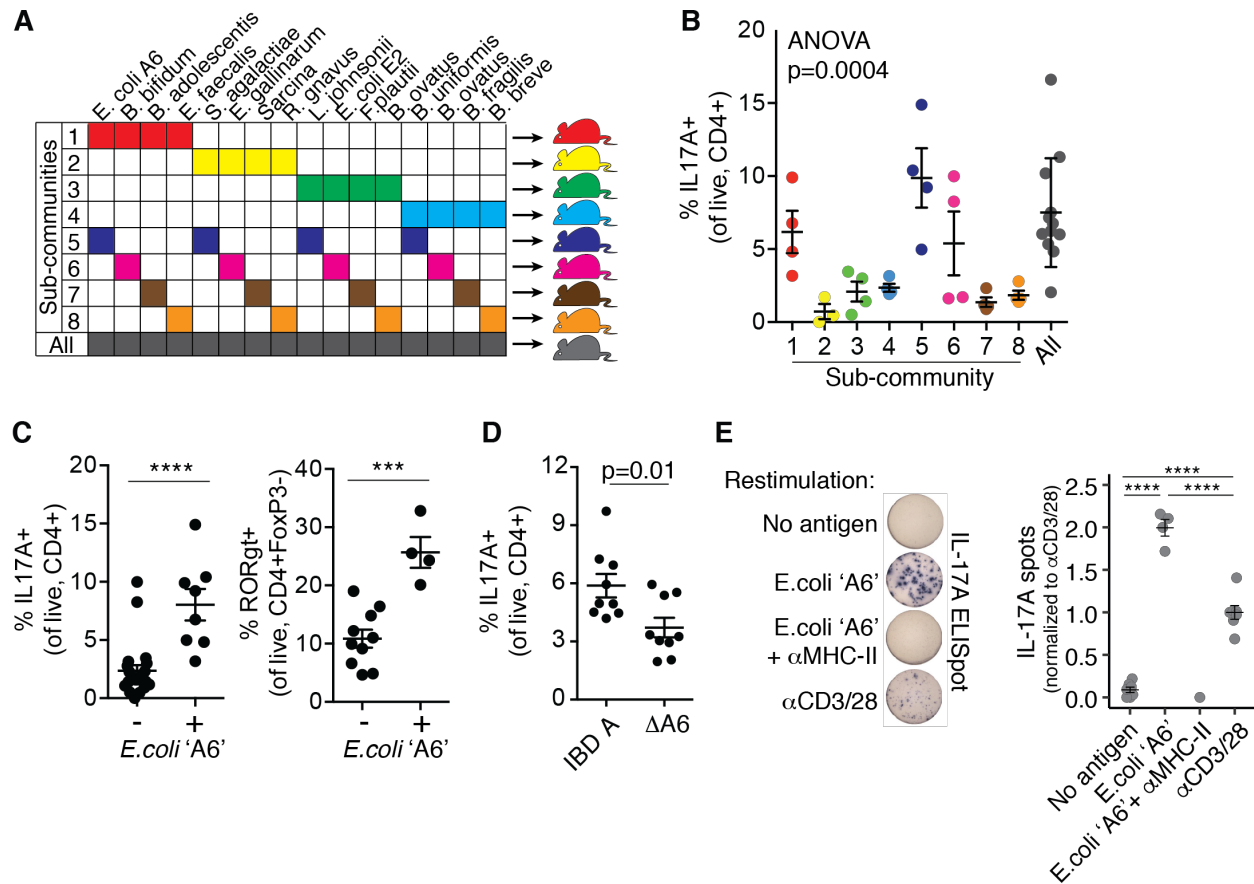 A
E. coli A6
B. bifidum
B. adolescentis
E. faecalis
S. agalactiae
E. gallinarum
Sarcina
R. gnavus
L. johnsonii
E. coli E2
F.plautii
B. ovatus
B. uniformis
B. ovatus
B. fragilis
B. breve
Sub-communities
1
2
3
4
5
6
7
8
All
B
ANOVA
p=0.0004
% IL17A+
(of live, CD4+)
20
15
10
5
0
1 2 3 4 5 6 7 8 All
Sub-community
C
% IL17A+
(of live, CD4+)
20
15
10
5
0
****
- +
E.coli ‘A6’
% RORgt+
(of live, CD4+FoxP3-)
40
30
20
10
0
***
- +
E.coli ‘A6’
D
% IL17A+
(of live, CD4+)
12
9
6
3
0
p=0.01
IBD A
ΔA6
E
Restimulation:
No antigen
E.coli ‘A6’
E.coli ‘A6’
+ αMHC-II
αCD3/28
IL-17A ELISpot
IL-17A spots
(normalized to αCD3/28)
2.5
2.0
1.5
1.0
0.5
0.0
****
**** ****
No antigen
E.coli ‘A6’
E.coli ‘A6’+ αMHC-II
αCD3/28